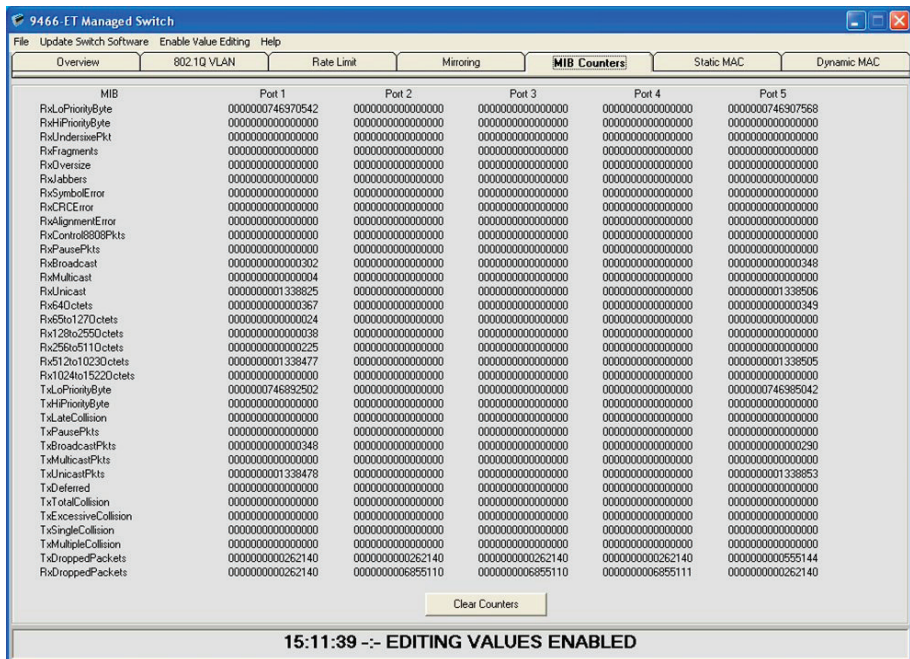 9466-ET Managed Switch
File Update Switch Software Enable Value Editing Help
Overview 802.1Q VLAN Rate Limit Mirroring MIB Counters Static MAC Dynamic MAC
MIB Port 1 Port 2 Port 3 Port 4 Port 5
RxLoPriorityByte 0000000746970542 0000000000000000 0000000000000000 0000000000000000 0000000746907568
RxHiPriorityByte 0000000000000000 0000000000000000 0000000000000000 0000000000000000 0000000000000000
RxUndersixePkt 0000000000000000 0000000000000000 0000000000000000 0000000000000000 0000000000000000
RxFragments 0000000000000000 0000000000000000 0000000000000000 0000000000000000 0000000000000000
RxOversize 0000000000000000 0000000000000000 0000000000000000 0000000000000000 0000000000000000
RxJabbers 0000000000000000 0000000000000000 0000000000000000 0000000000000000 0000000000000000
RxSymbolError 0000000000000000 0000000000000000 0000000000000000 0000000000000000 0000000000000000
RxCRCError 0000000000000000 0000000000000000 0000000000000000 0000000000000000 0000000000000000
RxAlignmentError 0000000000000000 0000000000000000 0000000000000000 0000000000000000 0000000000000000
RxControl8808Pkts 0000000000000000 0000000000000000 0000000000000000 0000000000000000 0000000000000000
RxPausePkts 0000000000000000 0000000000000000 0000000000000000 0000000000000000 0000000000000000
RxBroadcast 0000000000000302 0000000000000000 0000000000000000 0000000000000000 0000000000000348
RxMulticast 0000000000000004 0000000000000000 0000000000000000 0000000000000000 0000000000000000
RxUnicast 0000000001338825 0000000000000000 0000000000000000 0000000000000000 0000000001338506
Rx64Octets 0000000000000367 0000000000000000 0000000000000000 0000000000000000 0000000000000349
Rx65to127Octets 0000000000000024 0000000000000000 0000000000000000 0000000000000000 0000000000000000
Rx128to255Octets 0000000000000038 0000000000000000 0000000000000000 0000000000000000 0000000000000000
Rx256to511Octets 0000000000000225 0000000000000000 0000000000000000 0000000000000000 0000000000000000
Rx512to1023Octets 0000000001338477 0000000000000000 0000000000000000 0000000000000000 0000000001338505
Rx1024to1522Octets 0000000000000000 0000000000000000 0000000000000000 0000000000000000 0000000000000000
TxLoPriorityByte 0000000746892502 0000000000000000 0000000000000000 0000000000000000 0000000746985042
TxHiPriorityByte 0000000000000000 0000000000000000 0000000000000000 0000000000000000 0000000000000000
TxLateCollision 0000000000000000 0000000000000000 0000000000000000 0000000000000000 0000000000000000
TxPausePkts 0000000000000000 0000000000000000 0000000000000000 0000000000000000 0000000000000000
TxBroadcastPkts 0000000000000348 0000000000000000 0000000000000000 0000000000000000 0000000000000290
TxMulticastPkts 0000000000000000 0000000000000000 0000000000000000 0000000000000000 0000000000000000
TxUnicastPkts 0000000001338478 0000000000000000 0000000000000000 0000000000000000 0000000001338853
TxDeferred 0000000000000000 0000000000000000 0000000000000000 0000000000000000 0000000000000000
TxTotalCollision 0000000000000000 0000000000000000 0000000000000000 0000000000000000 0000000000000000
TxExcessiveCollision 0000000000000000 0000000000000000 0000000000000000 0000000000000000 0000000000000000
TxSingleCollision 0000000000000000 0000000000000000 0000000000000000 0000000000000000 0000000000000000
TxMultipleCollision 0000000000000000 0000000000000000 0000000000000000 0000000000000000 0000000000000000
TxDroppedPackets 0000000000262140 0000000000262140 0000000000262140 0000000000262140 0000000000555144
RxDroppedPackets 0000000000262140 0000000006855110 0000000006855110 0000000006855111 0000000000262140
Clear Counters
15:11:39 -:- EDITING VALUES ENABLED